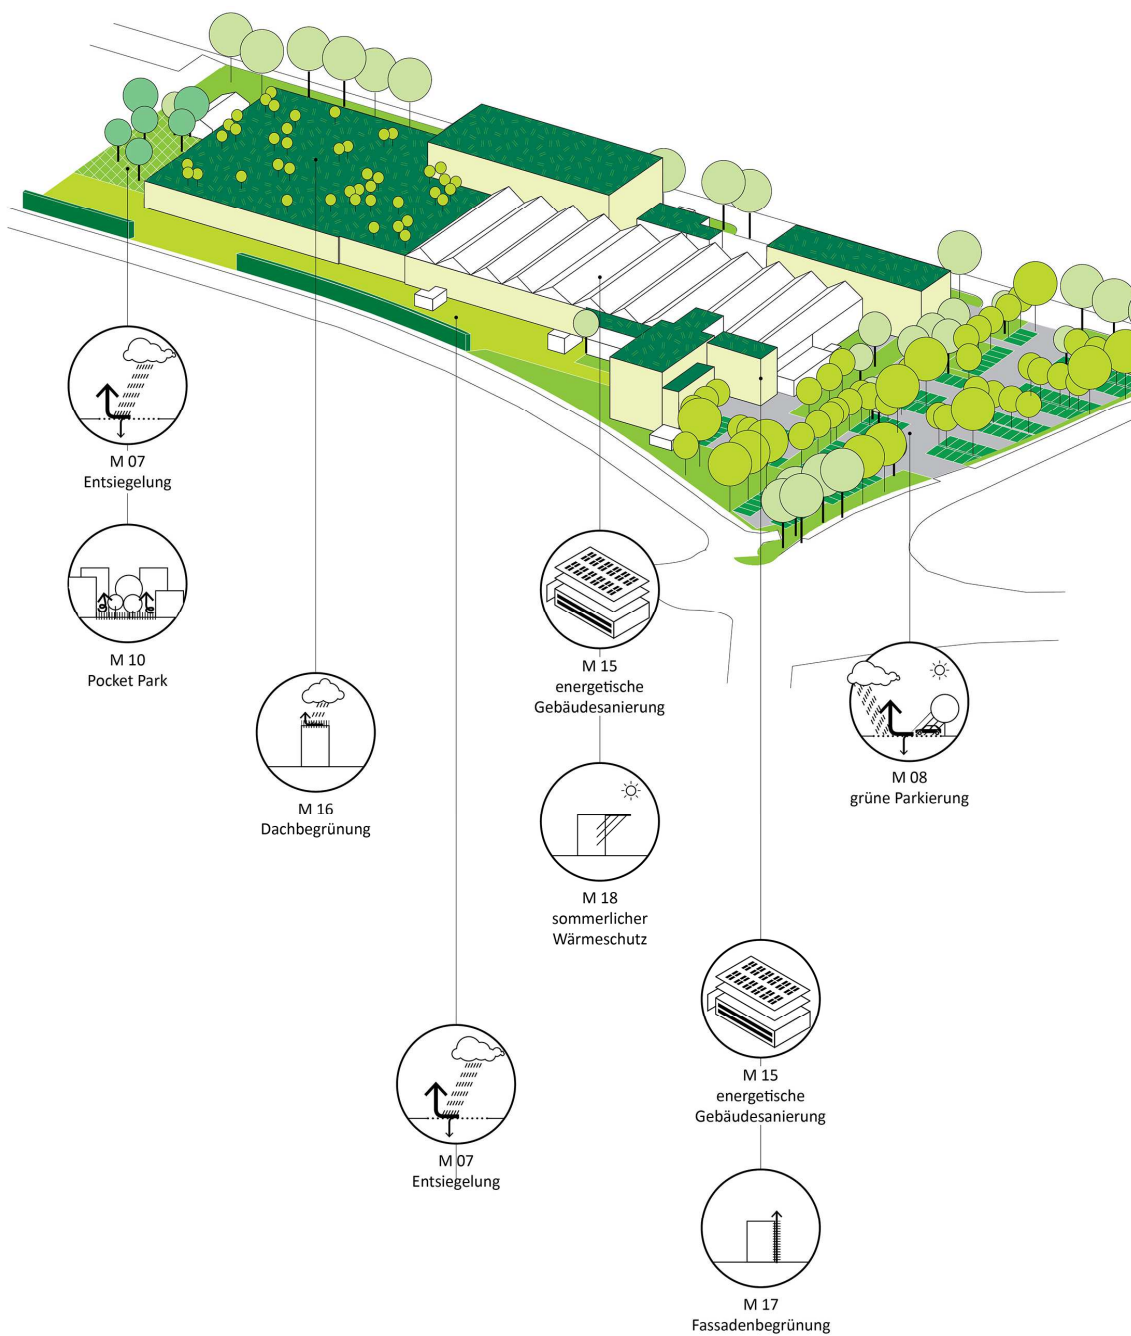 M 07
Entsiegelung
M 10
Pocket Park
M 16
Dachbegrünung
M 07
Entsiegelung
M 15
energetische
Gebäudesanierung
M 18
sommerlicher
Wärmeschutz
M 15
energetische
Gebäudesanierung
M 17
Fassadenbegrünung
M 08
grüne Parkierung